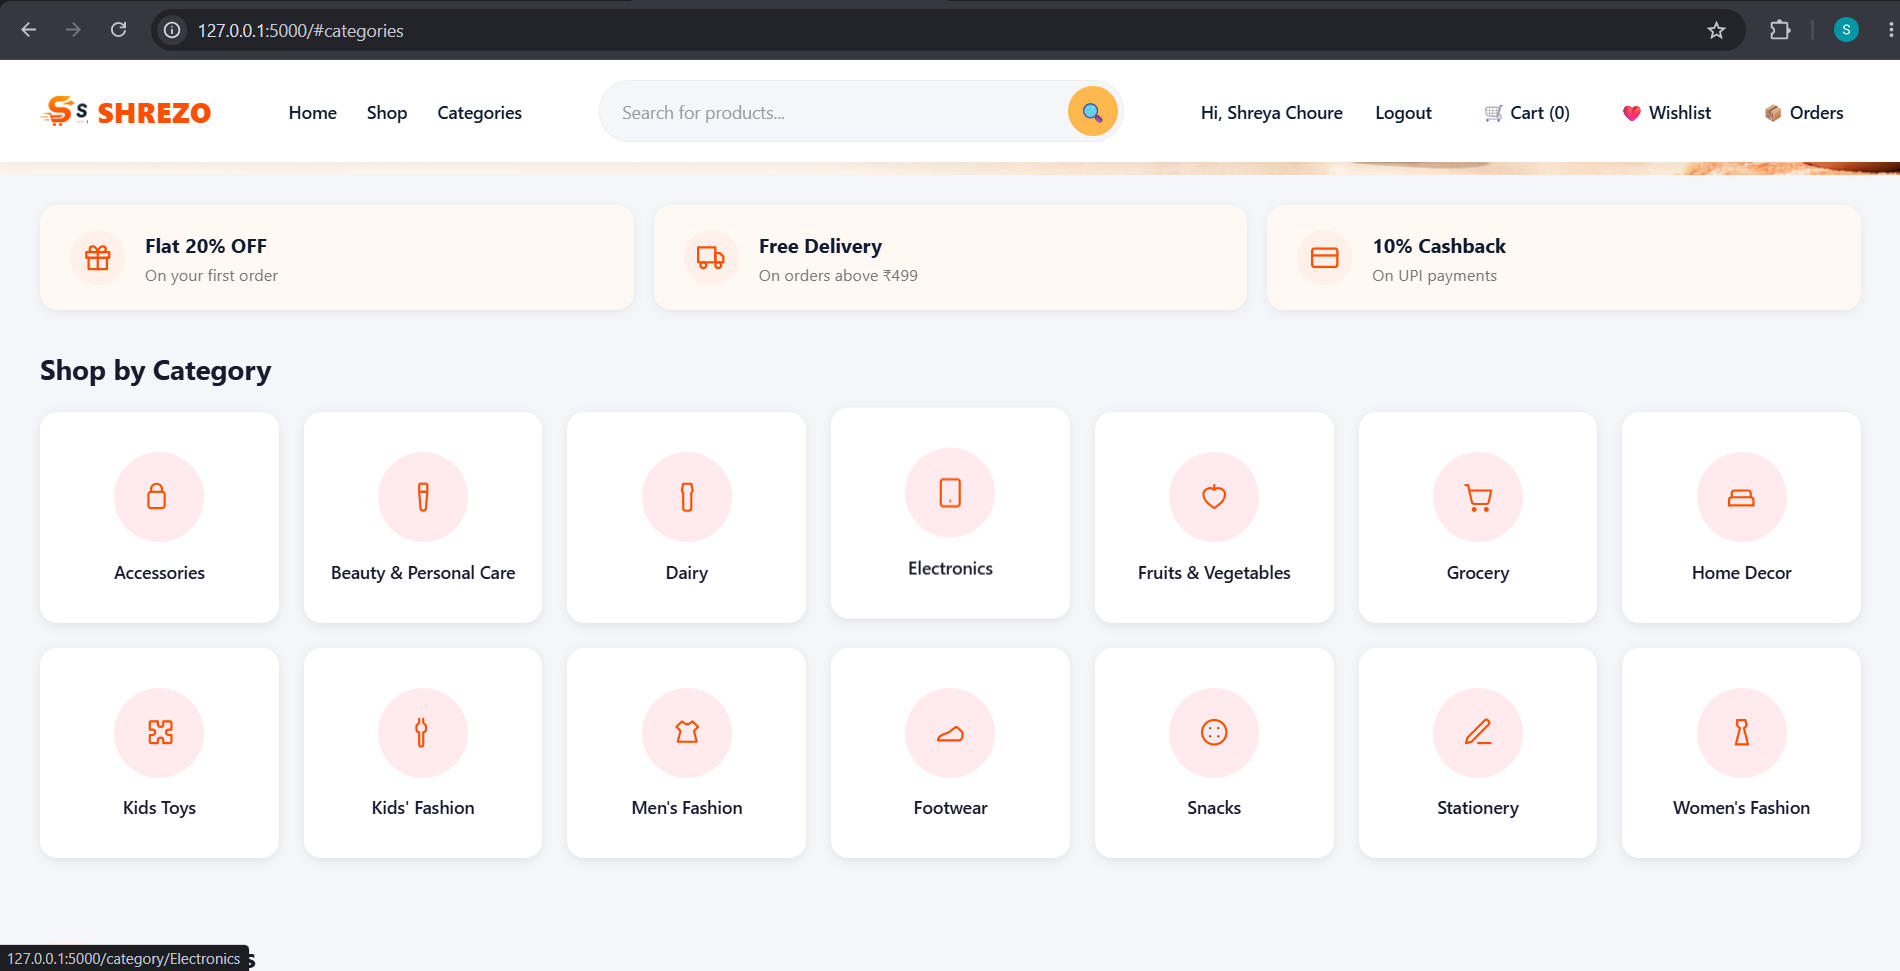 127.0.0.1:5000/#categories
S
S SHREZO
Home
Shop
Categories
Search for products...
Hi, Shreya Choure
Logout
Cart (0)
Wishlist
Orders
Flat 20% OFF
On your first order
Free Delivery
On orders above ₹499
10% Cashback
On UPI payments
Shop by Category
Accessories
Beauty & Personal Care
Dairy
Electronics
Fruits & Vegetables
Grocery
Home Decor
Kids Toys
Kids' Fashion
Men's Fashion
Footwear
Snacks
Stationery
Women's Fashion
127.0.0.1:5000/category/Electronics